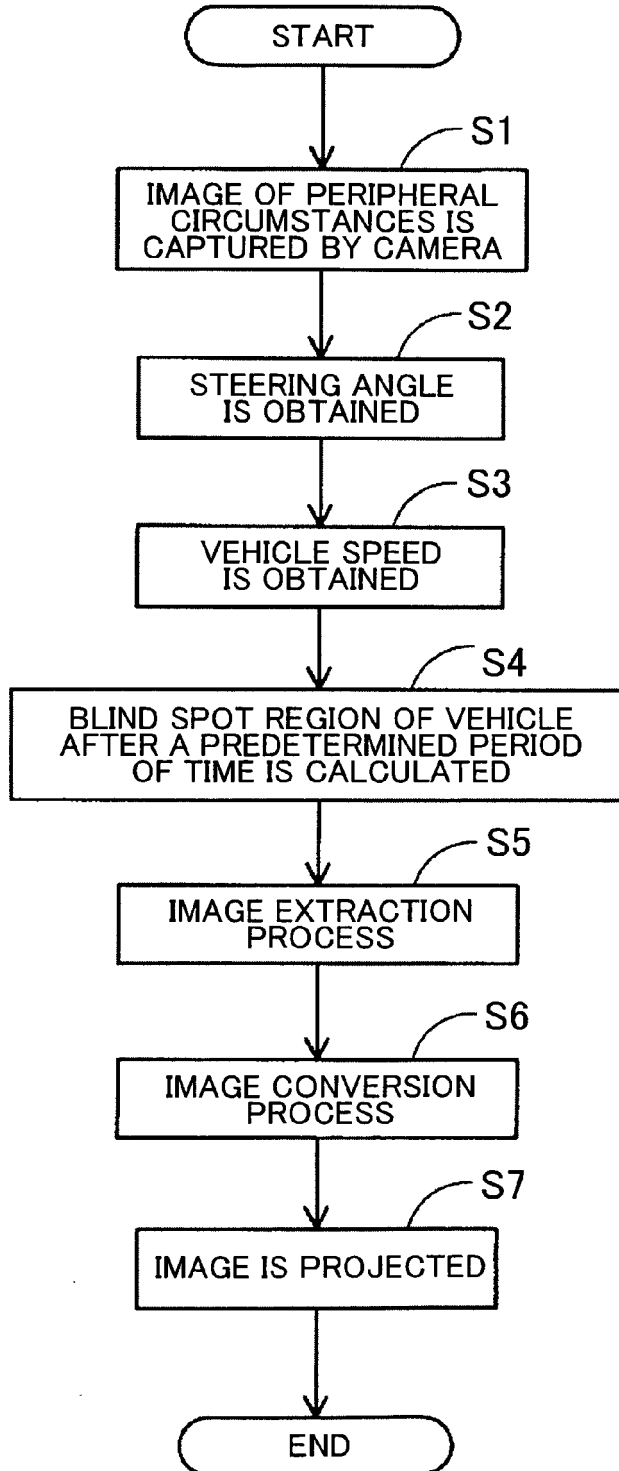 START
S1
IMAGE OF PERIPHERAL
CIRCUMSTANCES IS
CAPTURED BY CAMERA
S2
STEERING ANGLE
IS OBTAINED
S3
VEHICLE SPEED
IS OBTAINED
S4
BLIND SPOT REGION OF VEHICLE
AFTER A PREDETERMINED PERIOD
OF TIME IS CALCULATED
S5
IMAGE EXTRACTION
PROCESS
S6
IMAGE CONVERSION
PROCESS
S7
IMAGE IS PROJECTED
END